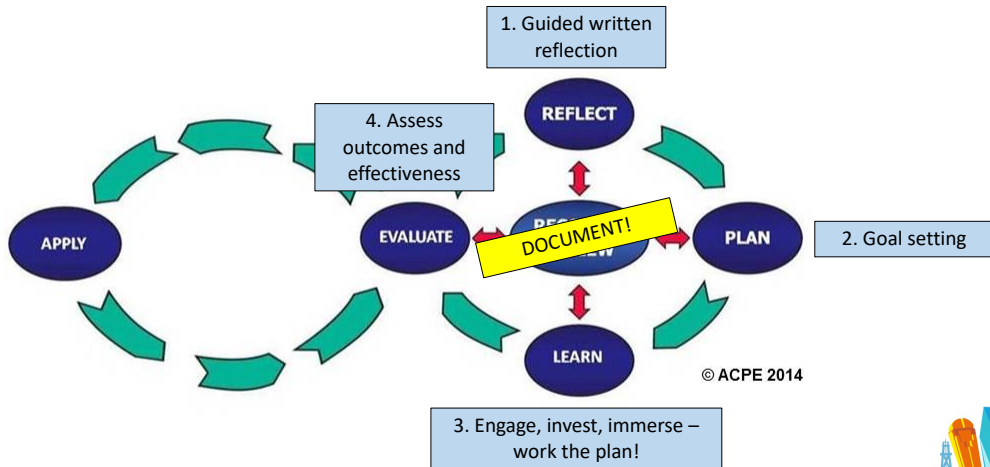 1. Guided written
reflection
REFLECT
4. Assess
outcomes and
effectiveness
APPLY
EVALUATE
DOCUMENT!
PLAN
2. Goal setting
LEARN
© ACPE 2014
3. Engage, invest, immerse –
work the plan!